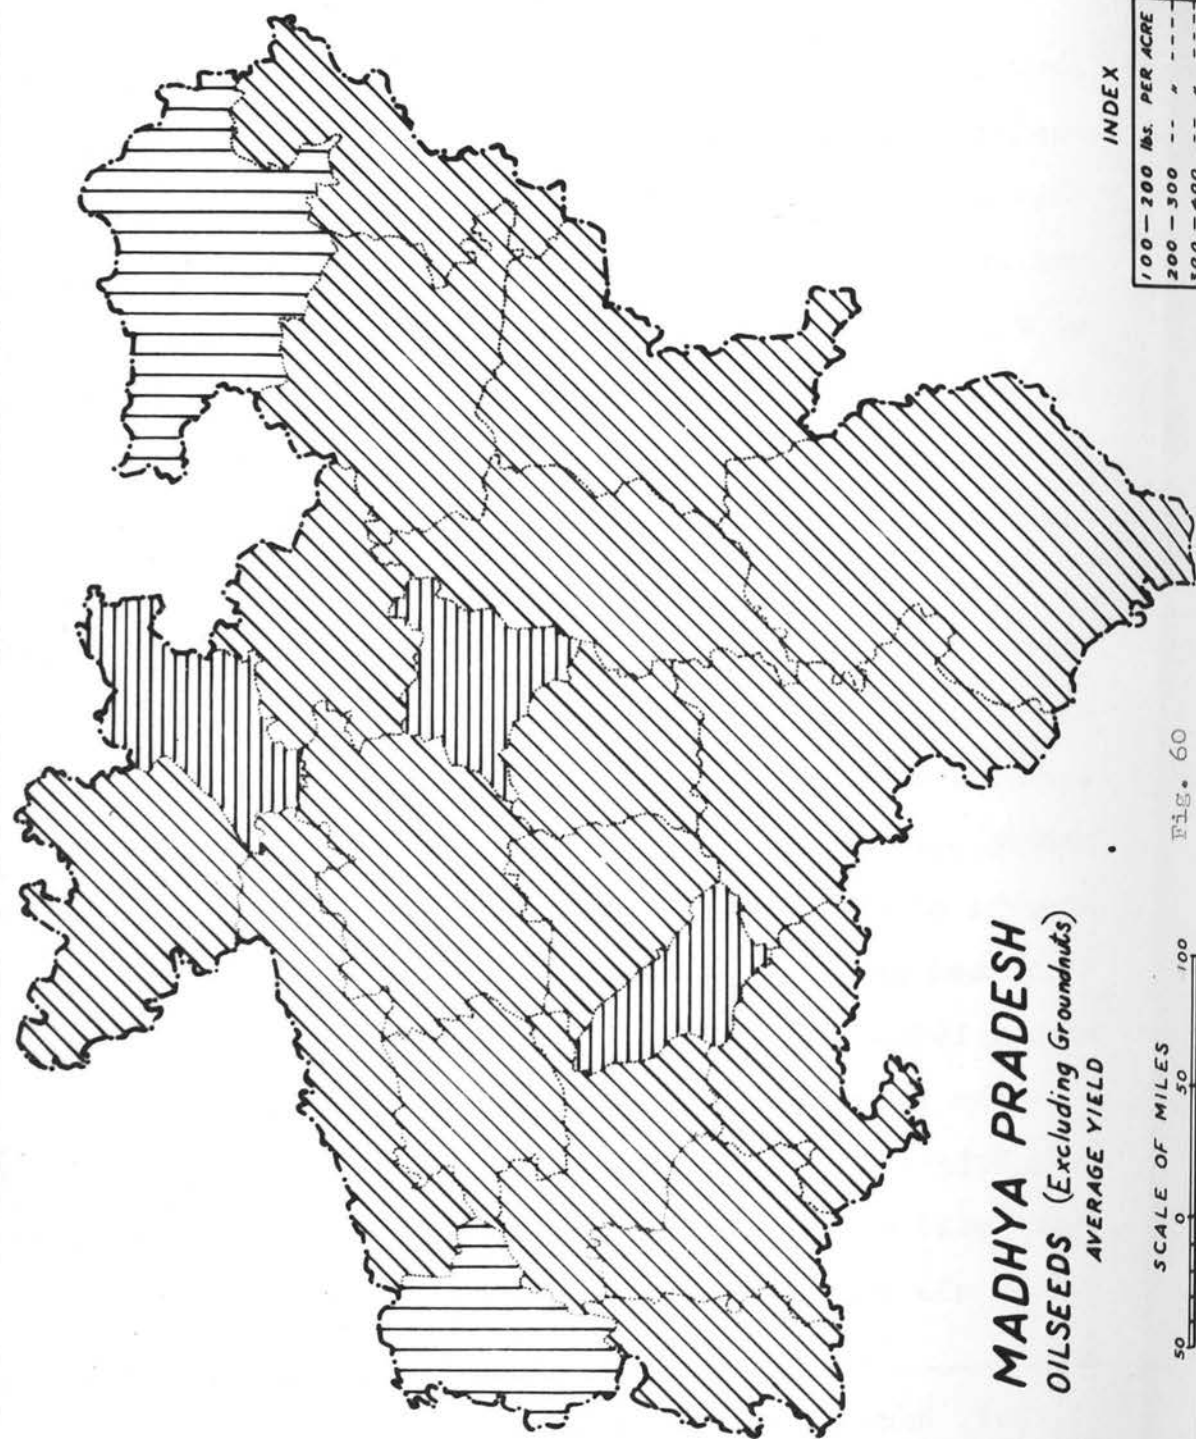 MADHYA PRADESH
OILSEEDS (Excluding Groundnuts)
AVERAGE YIELD
SCALE OF MILES
50 0 50 100
Fig. 60
INDEX
100 — 200 lbs. PER ACRE
200 — 300 -- " ----